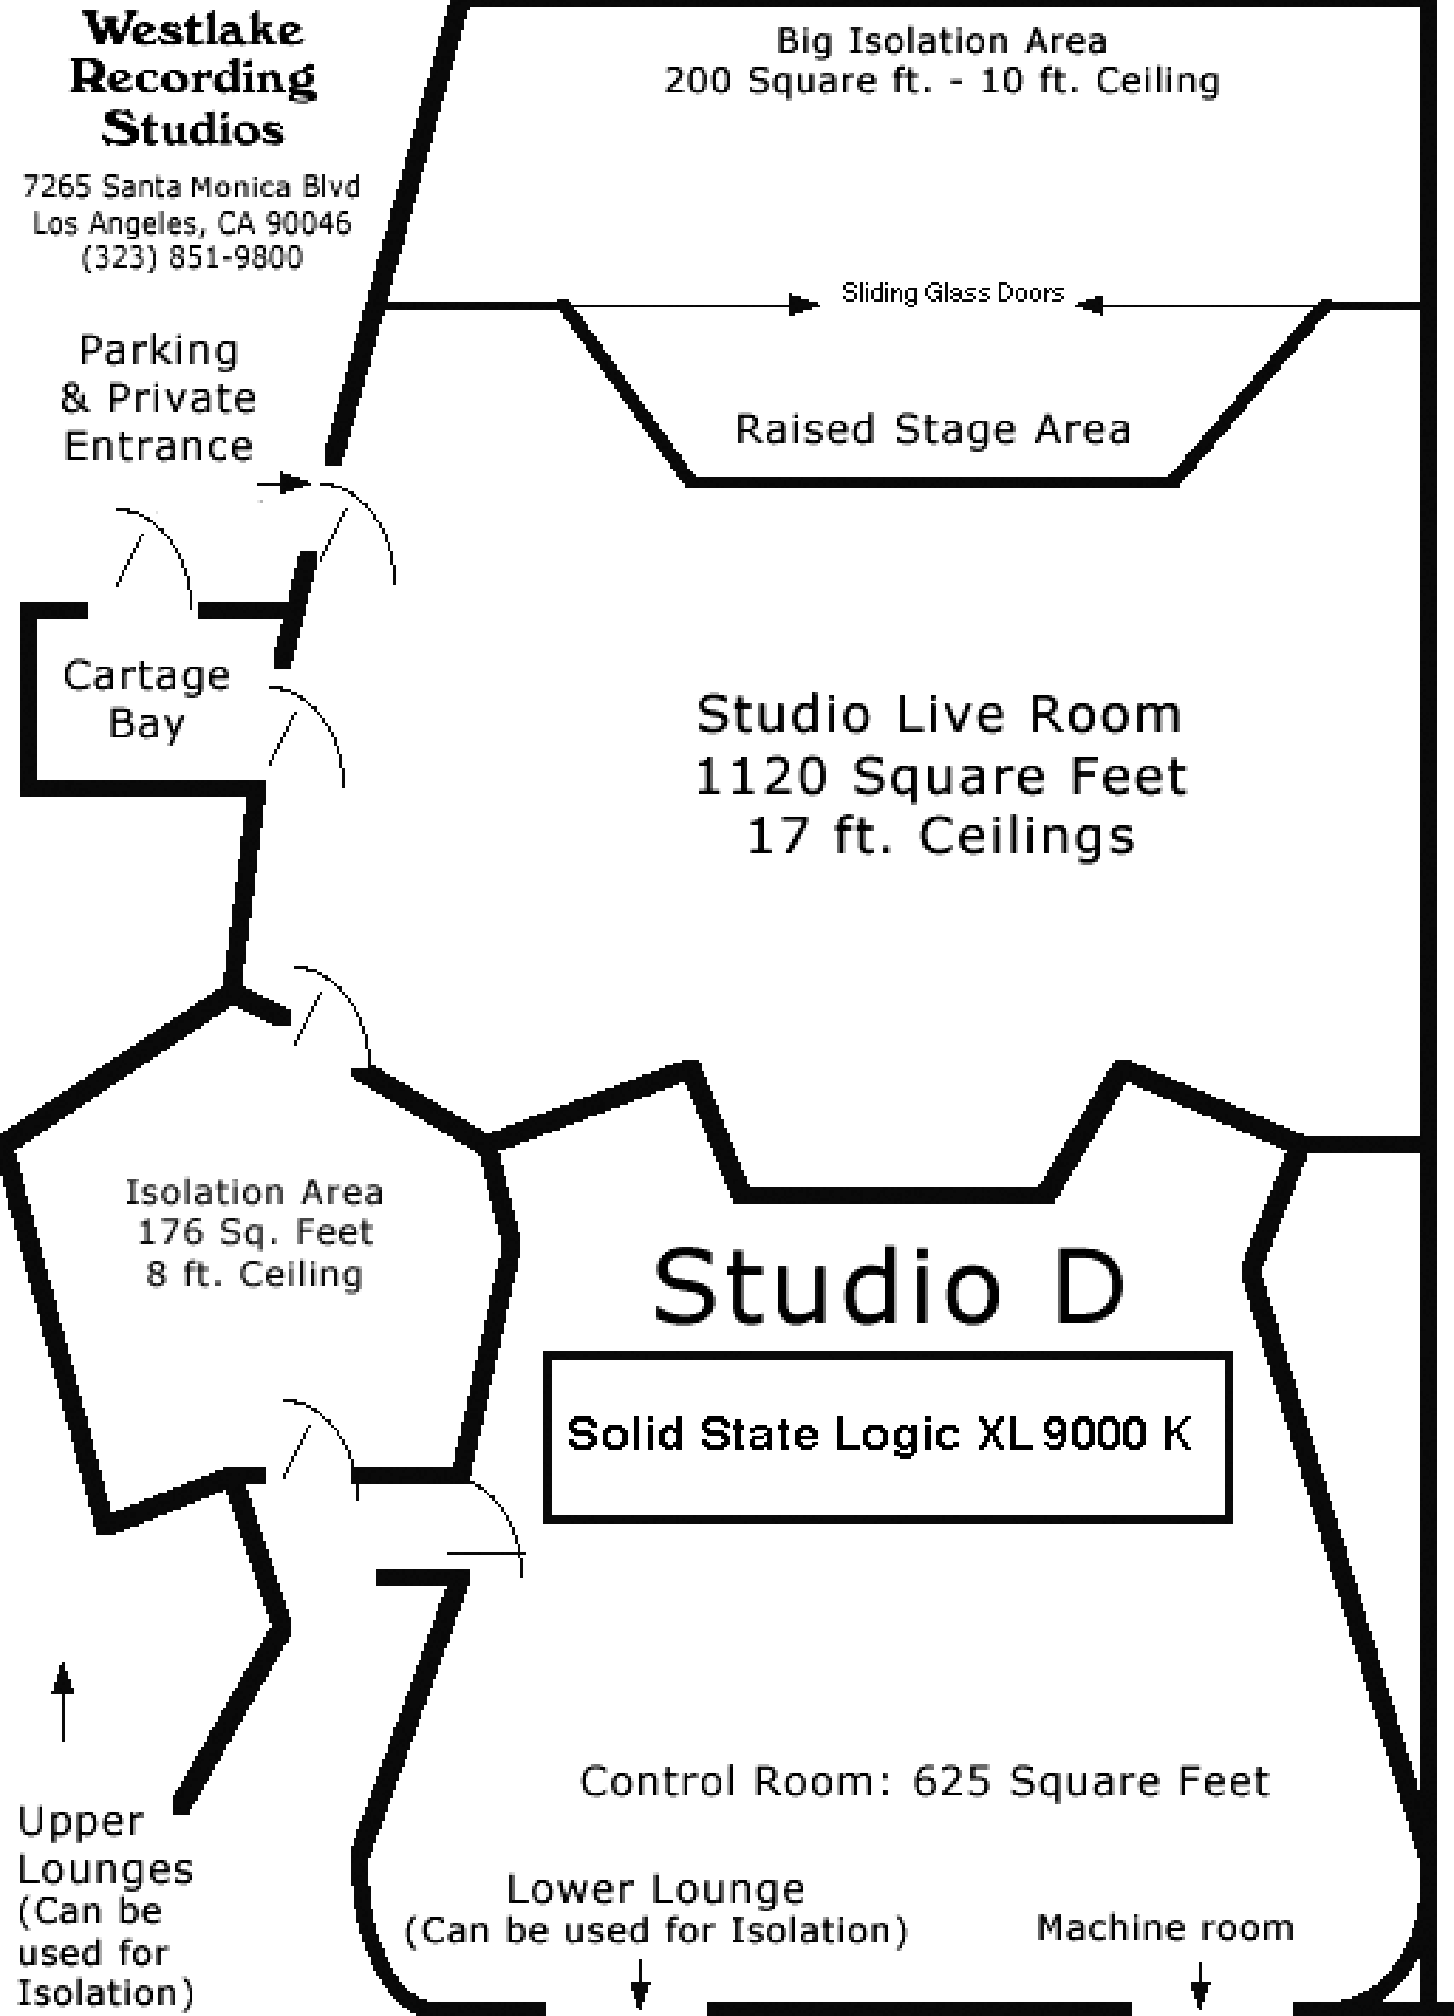 Westlake
Recording
Studios
7265 Santa Monica Blvd
Los Angeles, CA 90046
(323) 851-9800
Big Isolation Area
200 Square ft. - 10 ft. Ceiling
Sliding Glass Doors
Parking
& Private
Entrance
Raised Stage Area
Cartage
Bay
Studio Live Room
1120 Square Feet
17 ft. Ceilings
Isolation Area
176 Sq. Feet
8 ft. Ceiling
Studio D
Solid State Logic XL 9000 K
Control Room: 625 Square Feet
Upper
Lounges
(Can be
used for
Isolation)
Lower Lounge
(Can be used for Isolation)
Machine room